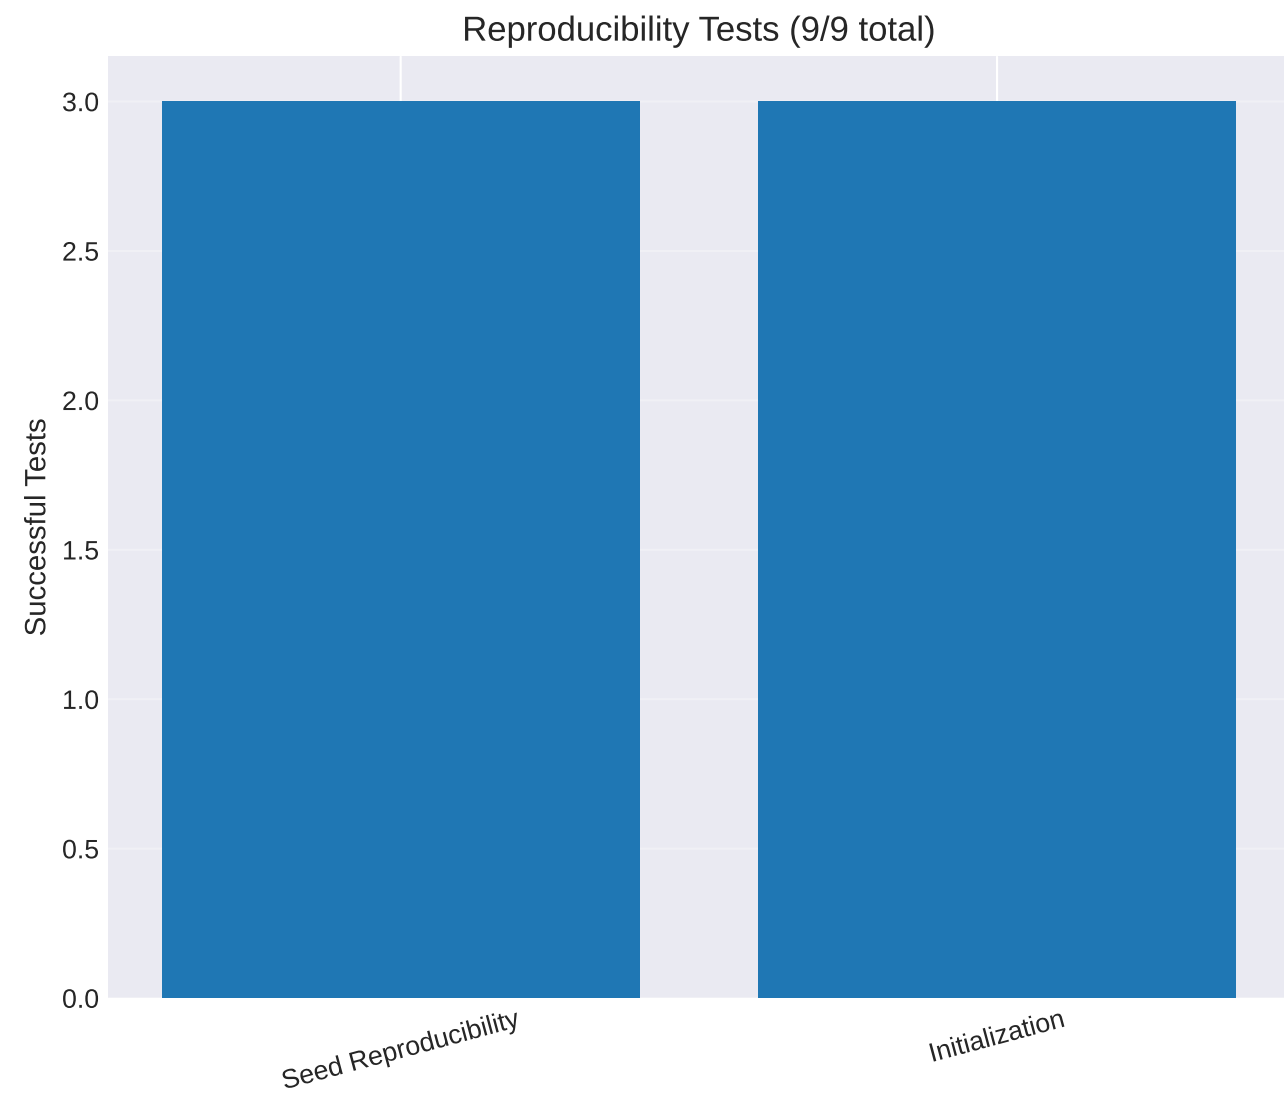 Reproducibility Tests (9/9 total)
3.0
2.5
2.0
1.5
1.0
0.5
0.0
Successful Tests
Seed Reproducibility
Initialization